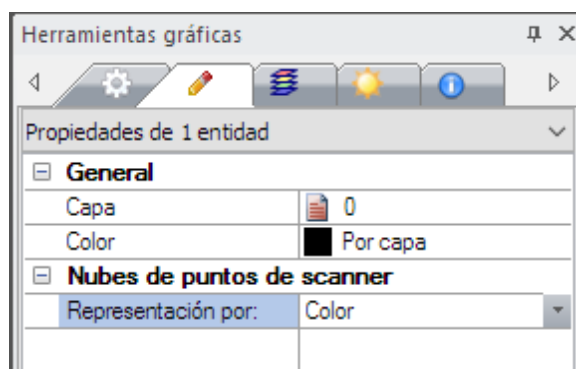 Herramientas gráficas
Propiedades de 1 entidad
General
Capa 0
Color Por capa
Nubes de puntos de scanner
Representación por: Color